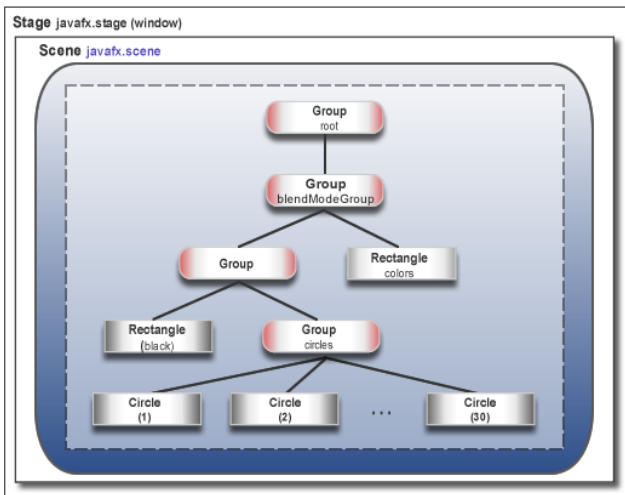 Stage javafx.stage (window)
Scene javafx.scene
Group
root
Group
blendModeGroup
Group
Rectangle
colors
Rectangle
(black)
Group
circles
Circle
(1)
Circle
(2)
...
Circle
(30)